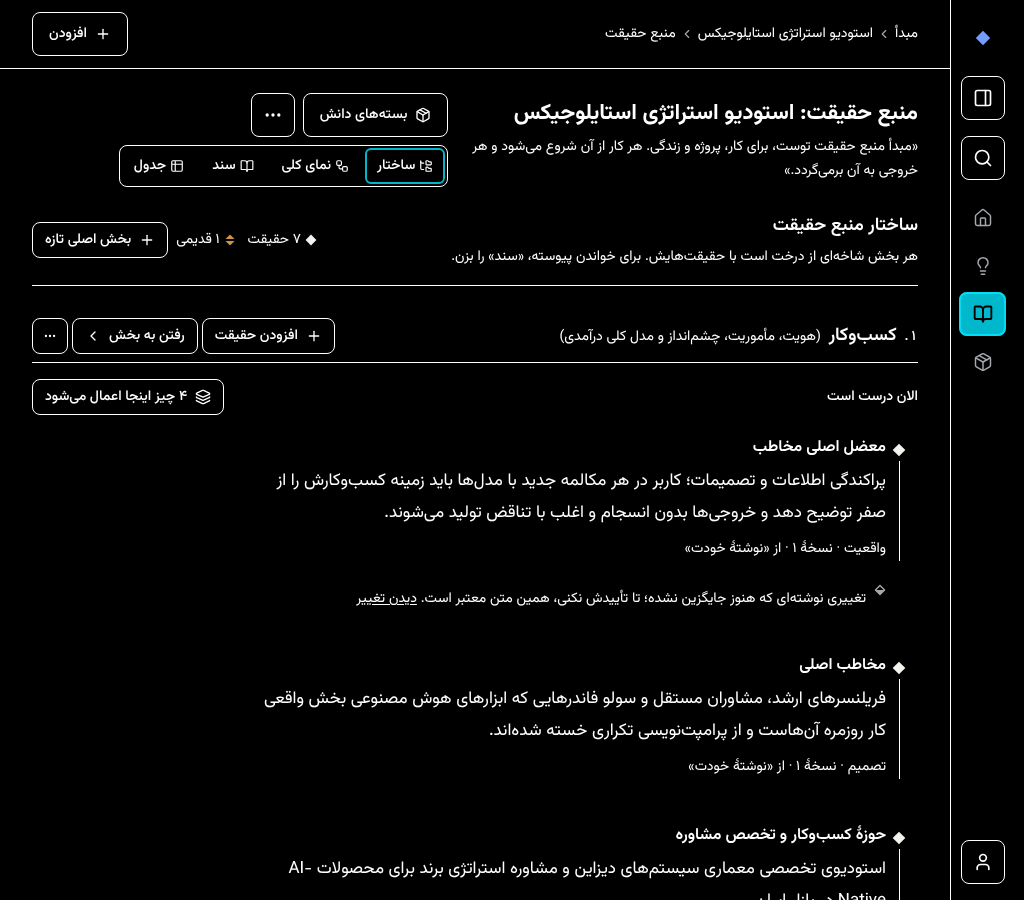 مبدأ › استودیو استراتژی استایلوجیکس › منبع حقیقت
+ افزودن
منبع حقیقت: استودیو استراتژی استایلوجیکس
«مبدأ منبع حقیقت توست، برای کار، پروژه و زندگی. هر کار از آن شروع می‌شود و هر
خروجی به آن برمی‌گردد.»
بسته‌های دانش
ساختار
نمای کلی
سند
جدول
ساختار منبع حقیقت
هر بخش شاخه‌ای از درخت است با حقیقت‌هایش. برای خواندن پیوسته، «سند» را بزن.
۷ حقیقت
۱ قدیمی
+ بخش اصلی تازه
۱. کسب‌وکار (هویت، مأموریت، چشم‌انداز و مدل کلی درآمدی)
+ افزودن حقیقت
رفتن به بخش
الان درست است
۴ چیز اینجا اعمال می‌شود
معضل اصلی مخاطب
پراکندگی اطلاعات و تصمیمات؛ کاربر در هر مکالمه جدید با مدل‌ها باید زمینه کسب‌وکارش را از
صفر توضیح دهد و خروجی‌ها بدون انسجام و اغلب با تناقض تولید می‌شوند.
واقعیت · نسخهٔ ۱ · از «نوشتهٔ خودت»
تغییری نوشته‌ای که هنوز جایگزین نشده؛ تا تأییدش نکنی، همین متن معتبر است. دیدن تغییر
مخاطب اصلی
فریلنسرهای ارشد، مشاوران مستقل و سولو فاندرهایی که ابزارهای هوش مصنوعی بخش واقعی
کار روزمره آن‌هاست و از پرامپت‌نویسی تکراری خسته شده‌اند.
تصمیم · نسخهٔ ۱ · از «نوشتهٔ خودت»
حوزهٔ کسب‌وکار و تخصص مشاوره
استودیوی تخصصی معماری سیستم‌های دیزاین و مشاوره استراتژی برند برای محصولات AI-